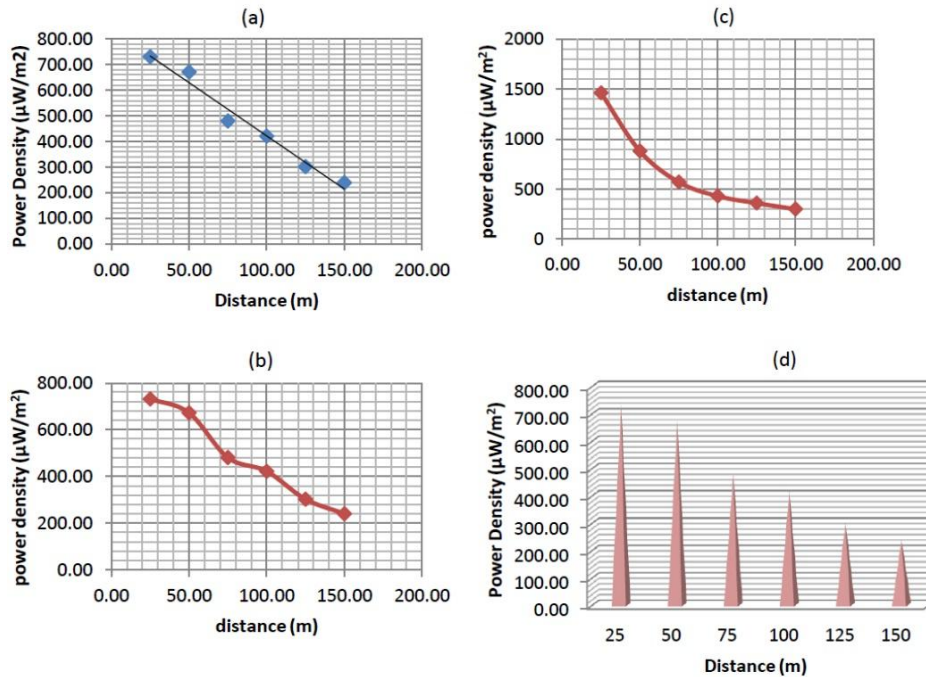 (a)
Power Density (µW/m2)
800.00
700.00
600.00
500.00
400.00
300.00
200.00
100.00
0.00
0.00 50.00 100.00 150.00 200.00
Distance (m)
(c)
power density (µW/m²)
2000
1500
1000
500
0
0.00 50.00 100.00 150.00 200.00
distance (m)
(b)
power density (µW/m²)
800.00
600.00
400.00
200.00
0.00
0.00 50.00 100.00 150.00 200.00
distance (m)
(d)
Power Density (µW/m²)
800.00
700.00
600.00
500.00
400.00
300.00
200.00
100.00
0.00
25 50 75 100 125 150
Distance (m)